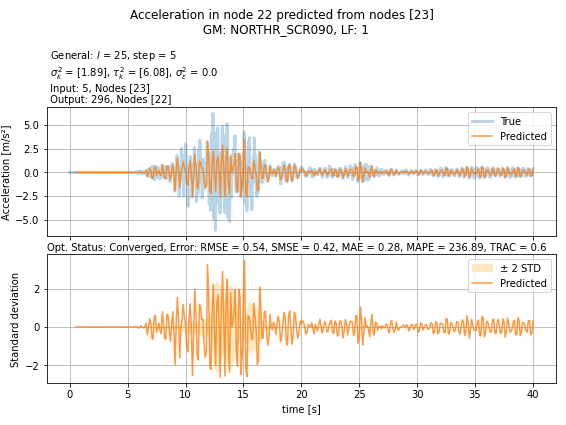 Acceleration in node 22 predicted from nodes [23]
GM: NORTHR_SCR090, LF: 1
General: l = 25, step = 5
σ²ₖ = [1.89], τ²ₖ = [6.08], σ²ε = 0.0
Input: 5, Nodes [23]
Output: 296, Nodes [22]
Acceleration [m/s²]
5.0
2.5
0.0
−2.5
−5.0
True
Predicted
Opt. Status: Converged, Error: RMSE = 0.54, SMSE = 0.42, MAE = 0.28, MAPE = 236.89, TRAC = 0.6
Standard deviation
2
0
−2
± 2 STD
Predicted
0 5 10 15 20 25 30 35 40
time [s]